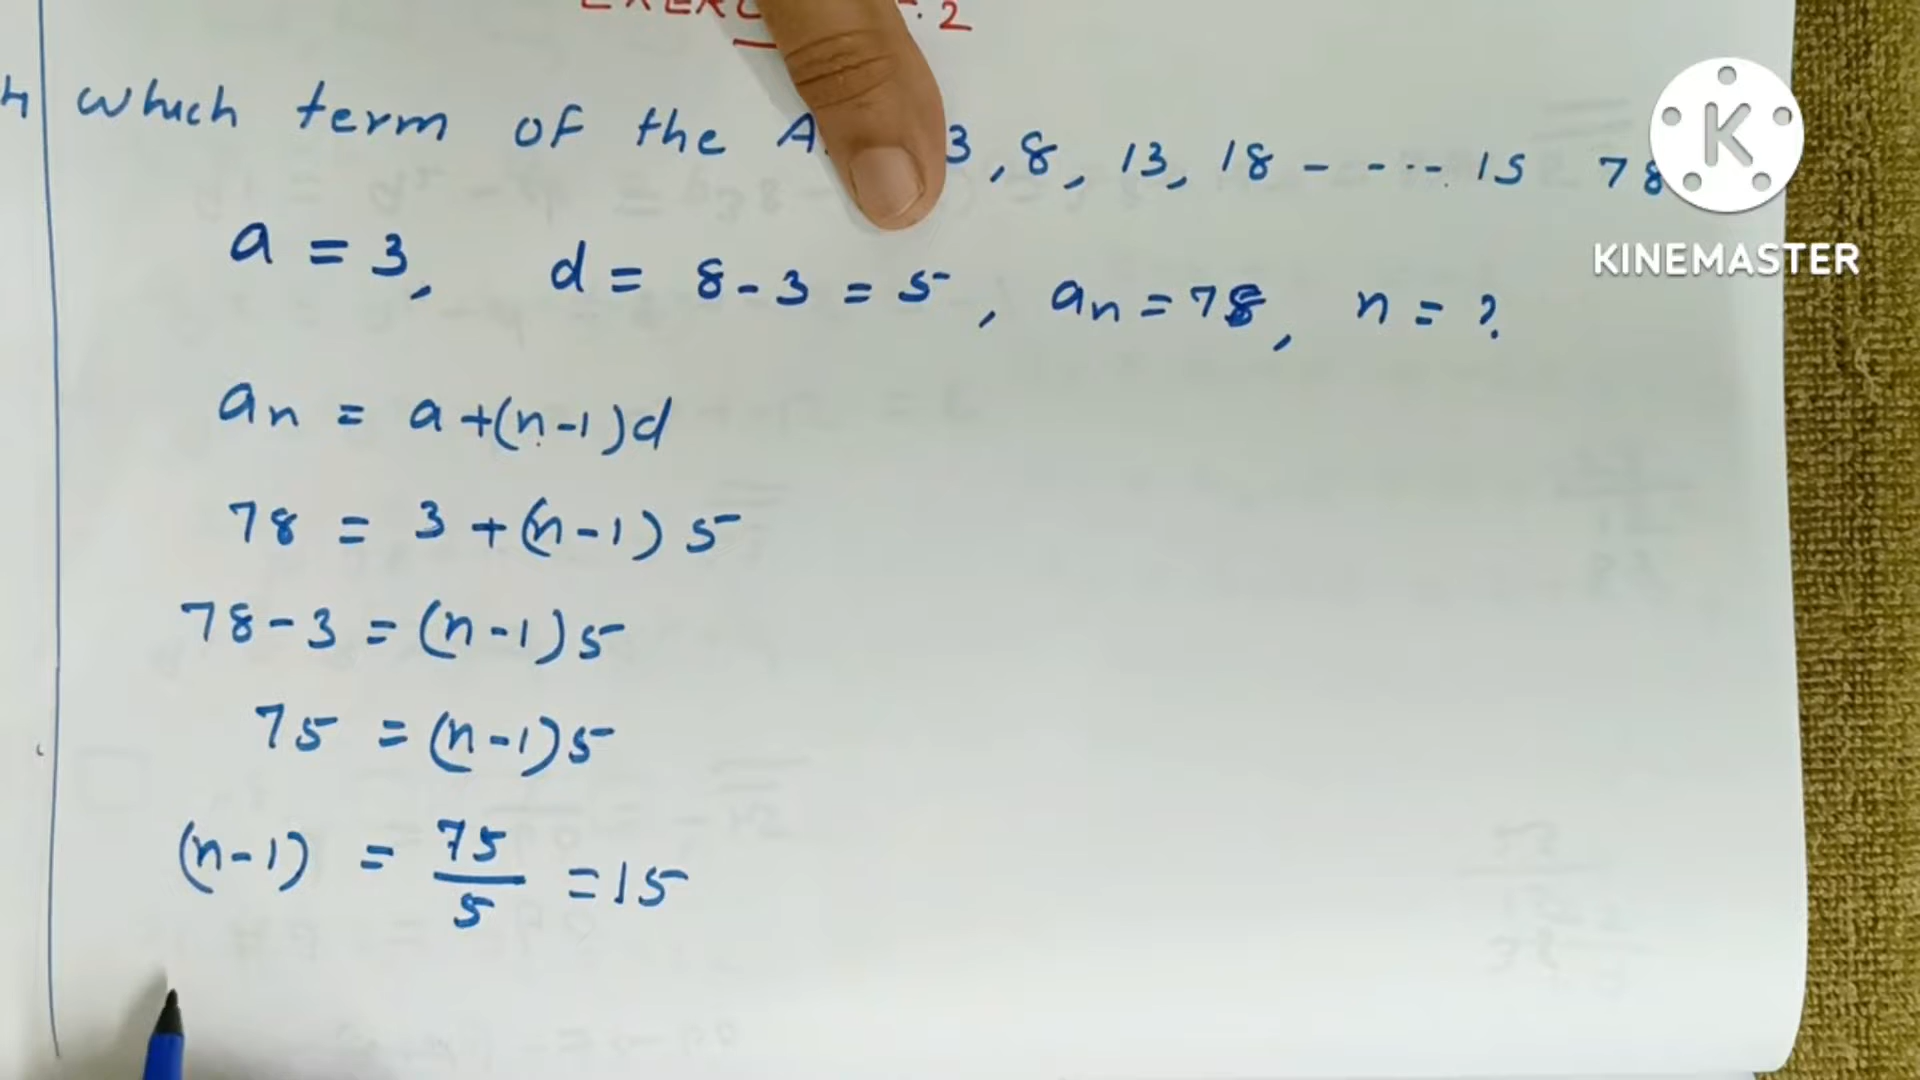 . 2
4 which term of the A. 3, 8, 13, 18 - - ... 15 78
K
KINEMASTER
a = 3, d = 8-3 = 5, an = 78, n = ?
an = a+(n-1)d
78 = 3 +(n-1) 5
78-3 = (n-1)5
75 = (n-1)5
(n-1) = 75/5 = 15